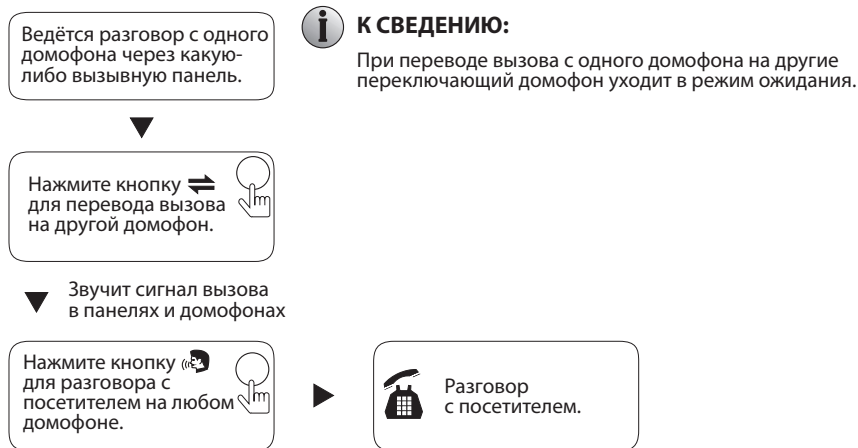 Ведётся разговор с одного
домофона через какую-
либо вызывную панель.
К СВЕДЕНИЮ:
При переводе вызова с одного домофона на другие
переключающий домофон уходит в режим ожидания.
Нажмите кнопку
для перевода вызова
на другой домофон.
Звучит сигнал вызова
в панелях и домофонах
Нажмите кнопку
для разговора с
посетителем на любом
домофоне.
Разговор
с посетителем.